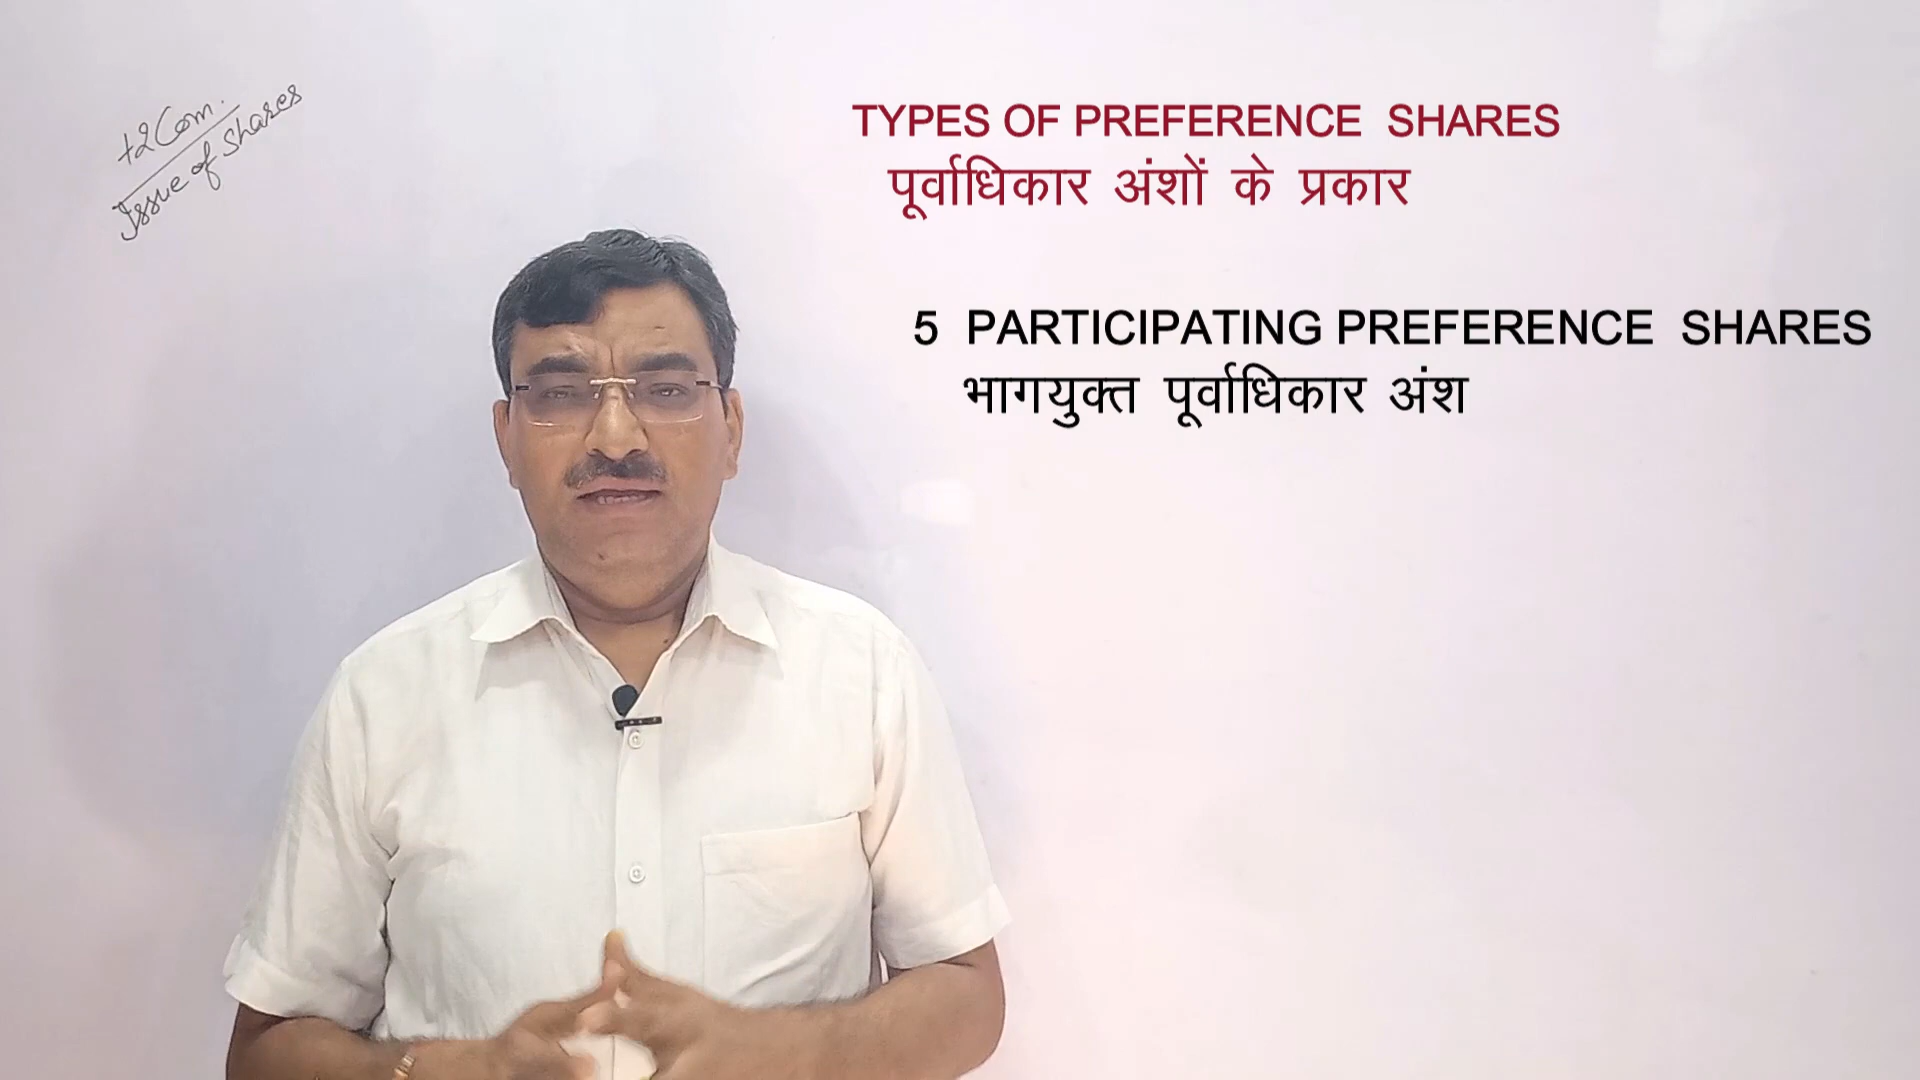 +2 Com.
Issue of Shares
TYPES OF PREFERENCE SHARES
पूर्वाधिकार अंशों के प्रकार
5 PARTICIPATING PREFERENCE SHARES
भागयुक्त पूर्वाधिकार अंश